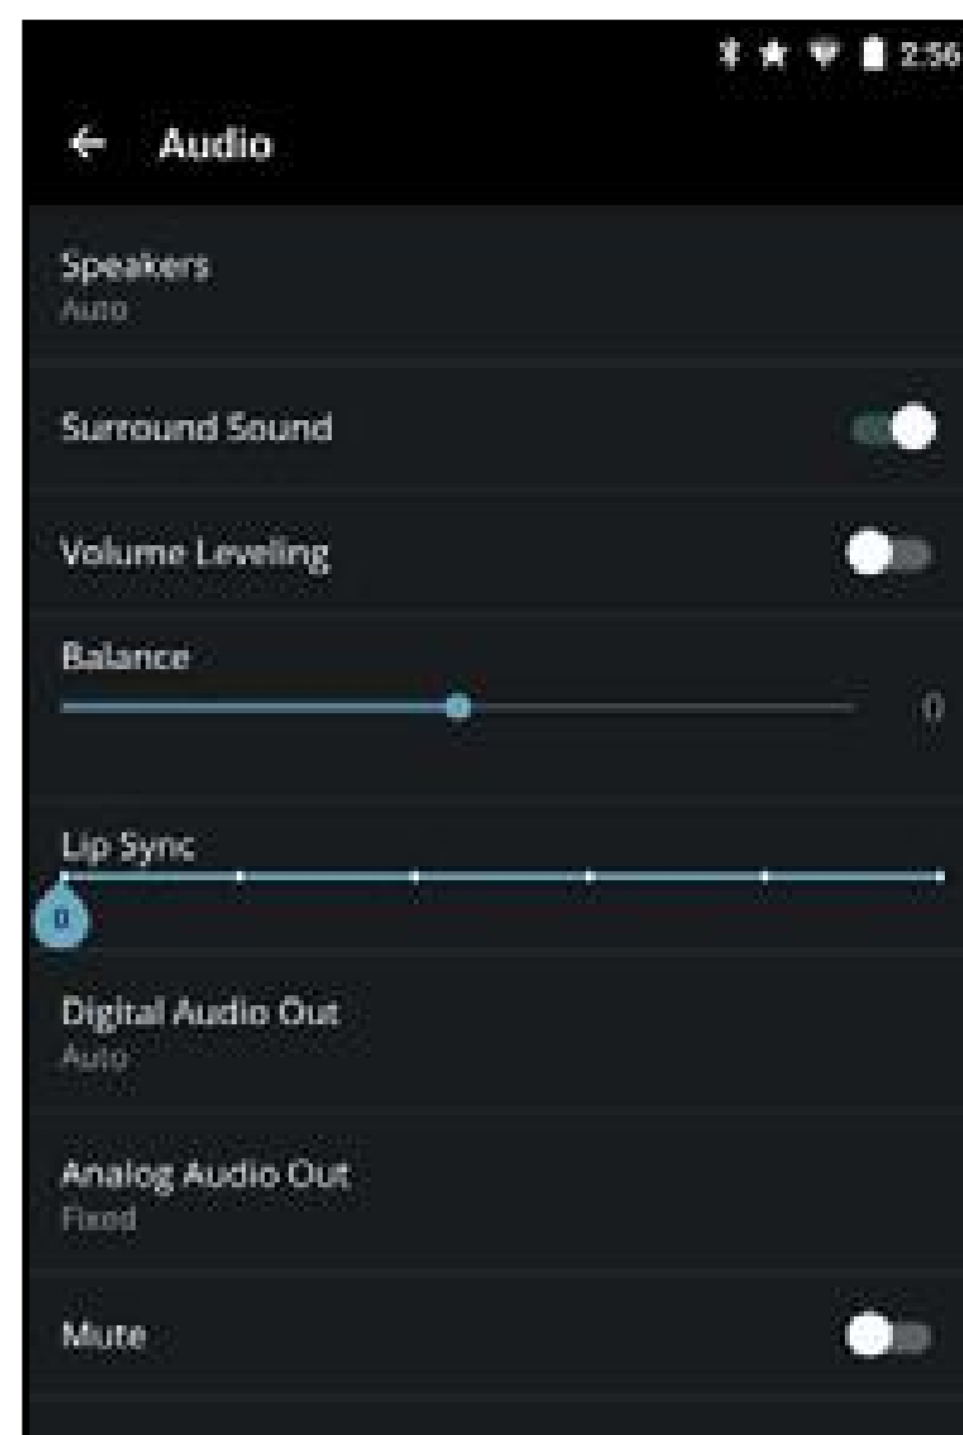 2:56
Audio
Speakers
Auto
Surround Sound
Volume Leveling
Balance
0
Lip Sync
0
Digital Audio Out
Auto
Analog Audio Out
Fixed
Mute